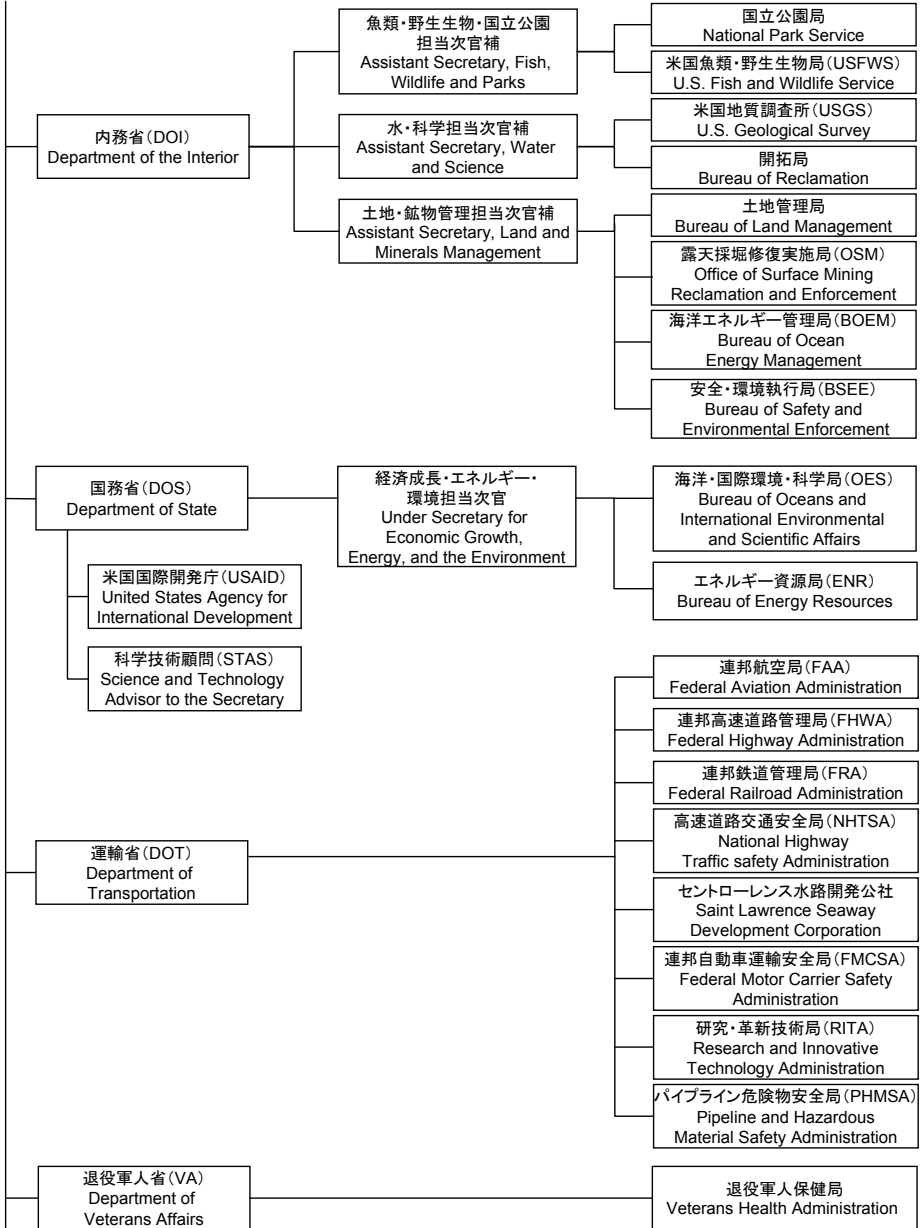 内務省(DOI)
Department of the Interior
魚類・野生生物・国立公園
担当次官補
Assistant Secretary, Fish,
Wildlife and Parks
国立公園局
National Park Service
米国魚類・野生生物局(USFWS)
U.S. Fish and Wildlife Service
水・科学担当次官補
Assistant Secretary, Water
and Science
米国地質調査所(USGS)
U.S. Geological Survey
開拓局
Bureau of Reclamation
土地・鉱物管理担当次官補
Assistant Secretary, Land and
Minerals Management
土地管理局
Bureau of Land Management
露天採堀修復実施局(OSM)
Office of Surface Mining
Reclamation and Enforcement
海洋エネルギー管理局(BOEM)
Bureau of Ocean
Energy Management
安全・環境執行局(BSEE)
Bureau of Safety and
Environmental Enforcement
国務省(DOS)
Department of State
米国国際開発庁(USAID)
United States Agency for
International Development
科学技術顧問(STAS)
Science and Technology
Advisor to the Secretary
経済成長・エネルギー・
環境担当次官
Under Secretary for
Economic Growth,
Energy, and the Environment
海洋・国際環境・科学局(OES)
Bureau of Oceans and
International Environmental
and Scientific Affairs
エネルギー資源局(ENR)
Bureau of Energy Resources
運輸省(DOT)
Department of
Transportation
連邦航空局(FAA)
Federal Aviation Administration
連邦高速道路管理局(FHWA)
Federal Highway Administration
連邦鉄道管理局(FRA)
Federal Railroad Administration
高速道路交通安全局(NHTSA)
National Highway
Traffic safety Administration
セントローレンス水路開発公社
Saint Lawrence Seaway
Development Corporation
連邦自動車運輸安全局(FMCSA)
Federal Motor Carrier Safety
Administration
研究・革新技術局(RITA)
Research and Innovative
Technology Administration
パイプライン危険物安全局(PHMSA)
Pipeline and Hazardous
Material Safety Administration
退役軍人省(VA)
Department of
Veterans Affairs
退役軍人保健局
Veterans Health Administration